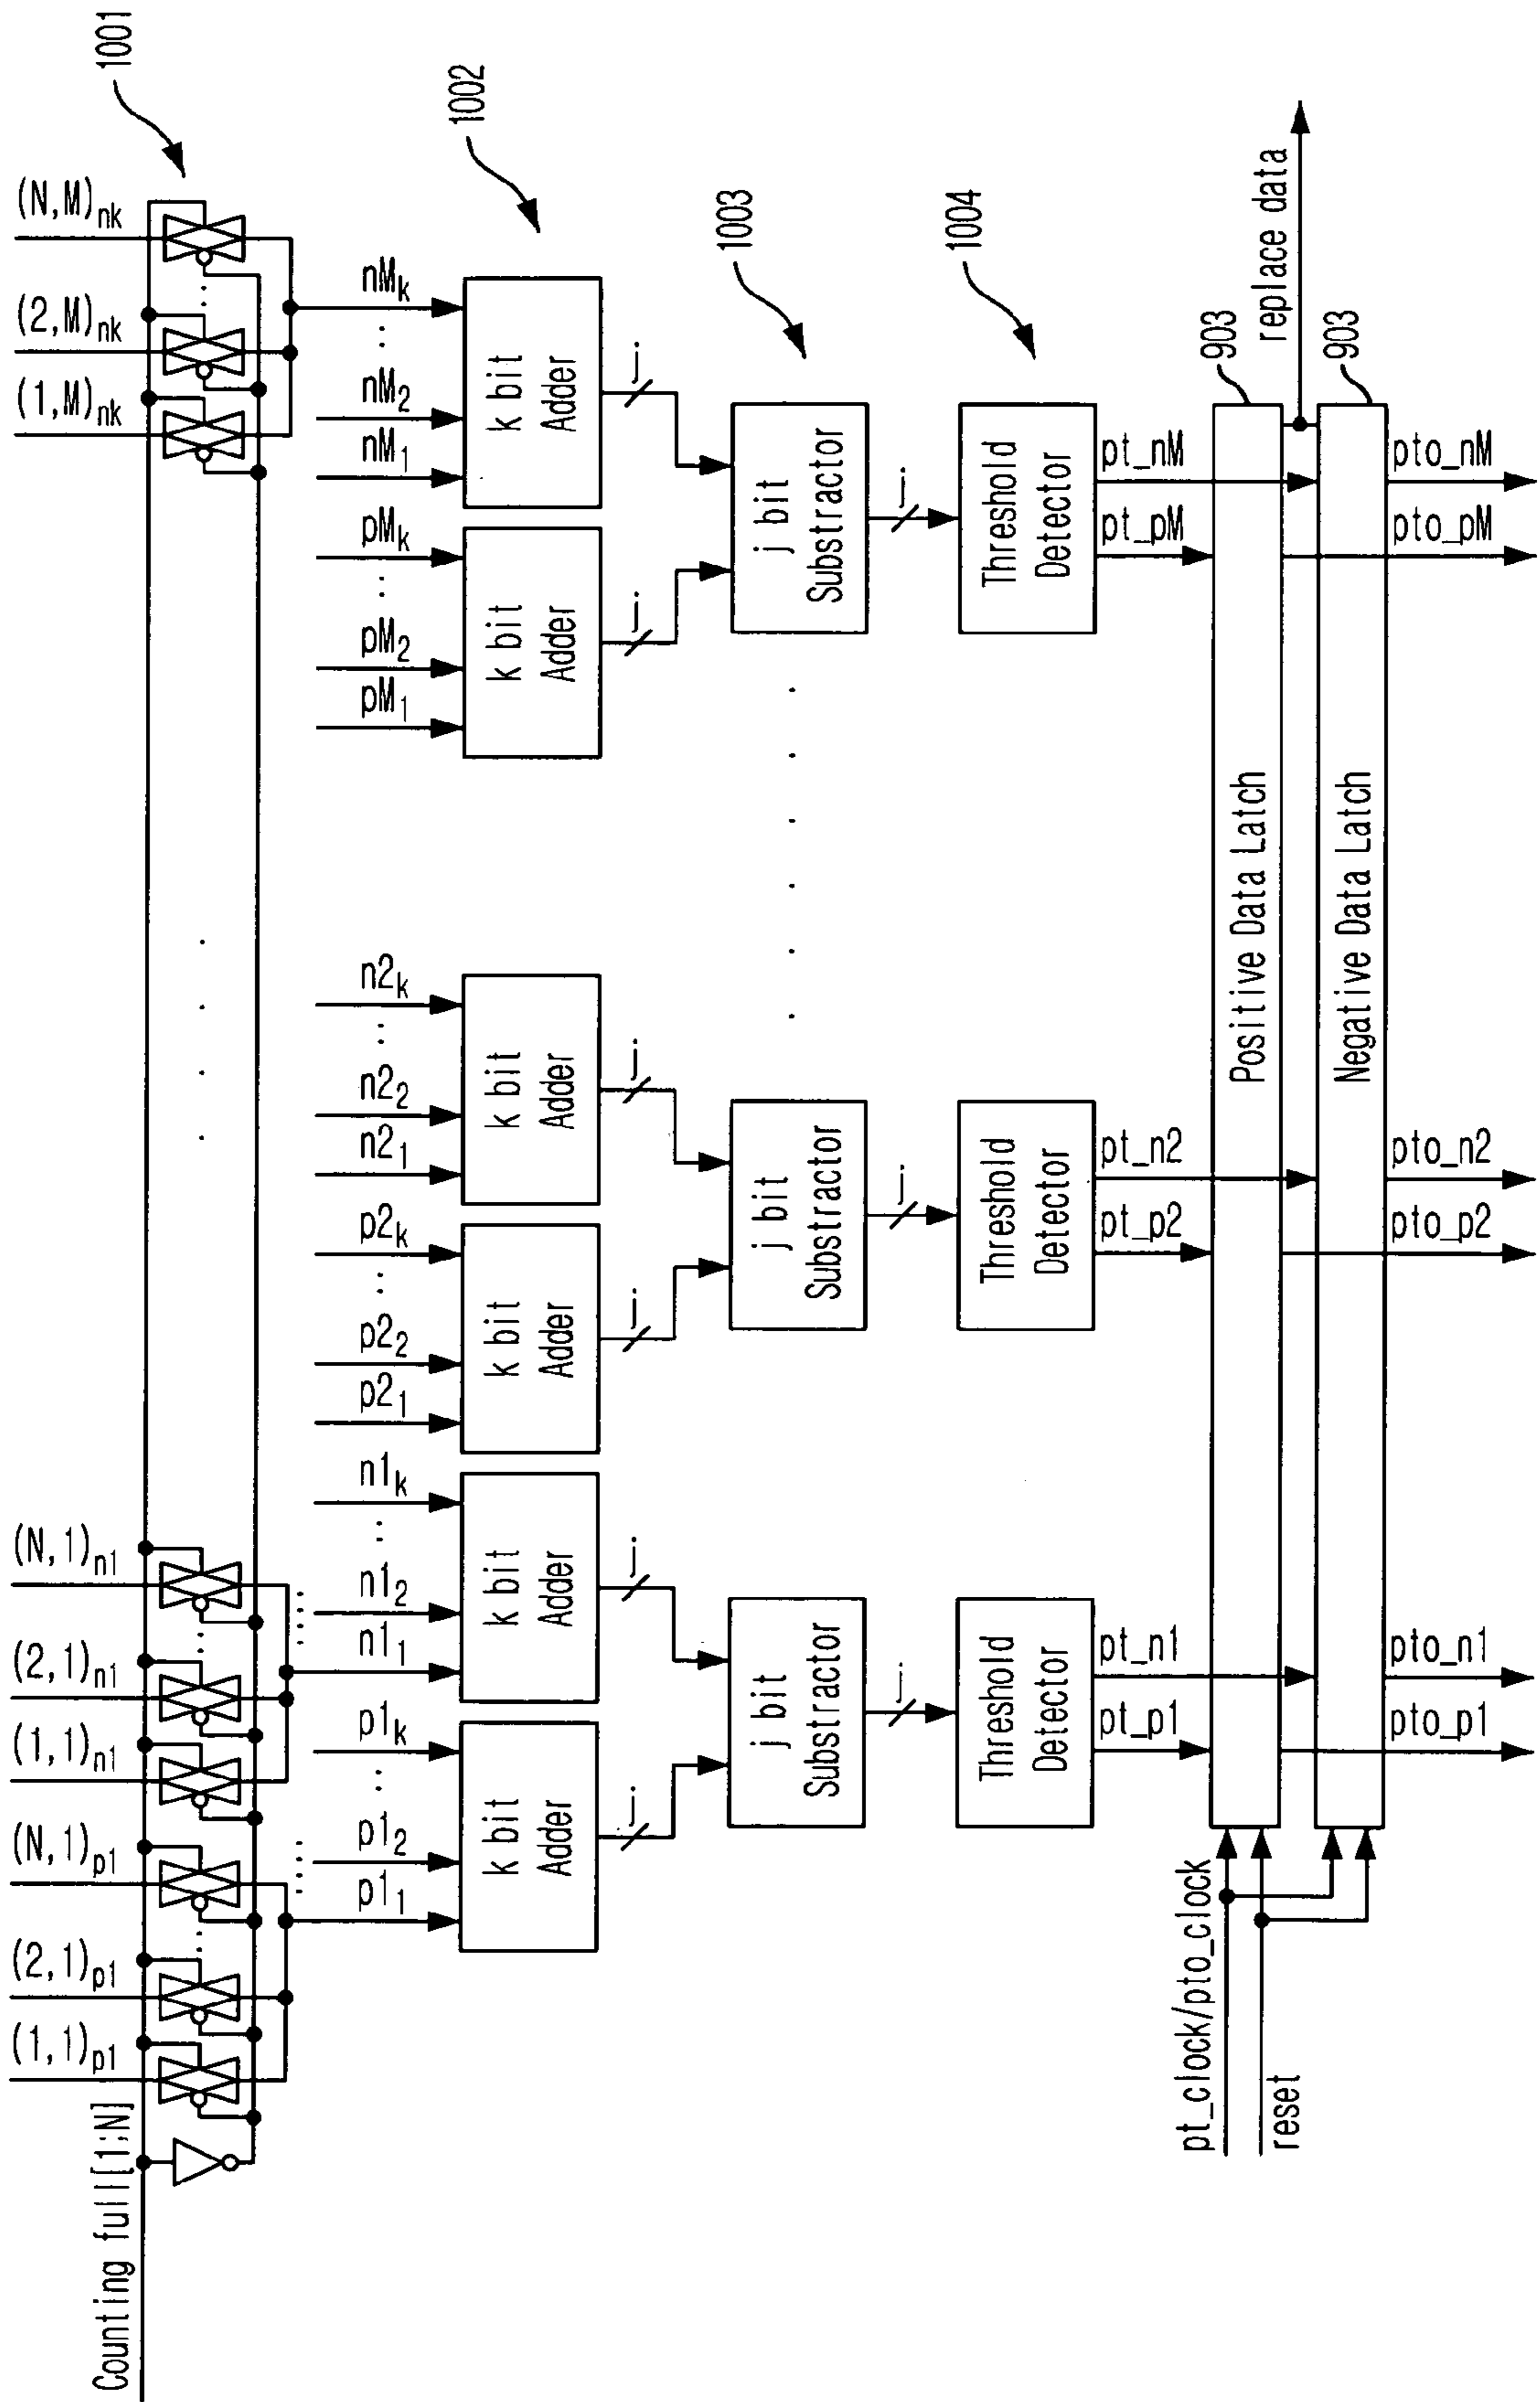 Counting full[1:N]
(1,1)p1
(2,1)p1
(N,1)p1
(1,1)n1
(2,1)n1
(N,1)n1
(1,M)nk
(2,M)nk
(N,M)nk
1001
p11
p12
p1k
n11
n12
n1k
p21
p22
p2k
n21
n22
n2k
pM1
pM2
pMk
nM1
nM2
nMk
1002
k bit
Adder
k bit
Adder
k bit
Adder
k bit
Adder
k bit
Adder
k bit
Adder
j
j
j
j
j
j
1003
j bit
Substractor
j bit
Substractor
j bit
Substractor
j
j
j
1004
Threshold
Detector
Threshold
Detector
Threshold
Detector
pt_p1
pt_n1
pt_p2
pt_n2
pt_pM
pt_nM
pt_clock/pto_clock
reset
Positive Data Latch
903
replace data
Negative Data Latch
903
pto_p1
pto_n1
pto_p2
pto_n2
pto_pM
pto_nM